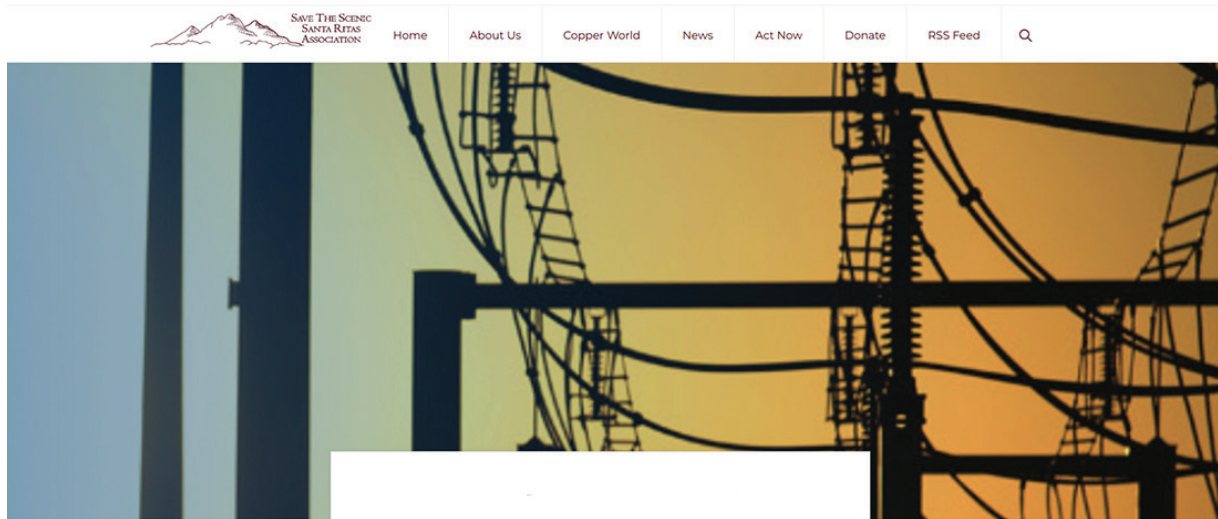 SAVE THE SCENIC
SANTA RITAS
ASSOCIATION
Home About Us Copper World News Act Now Donate RSS Feed